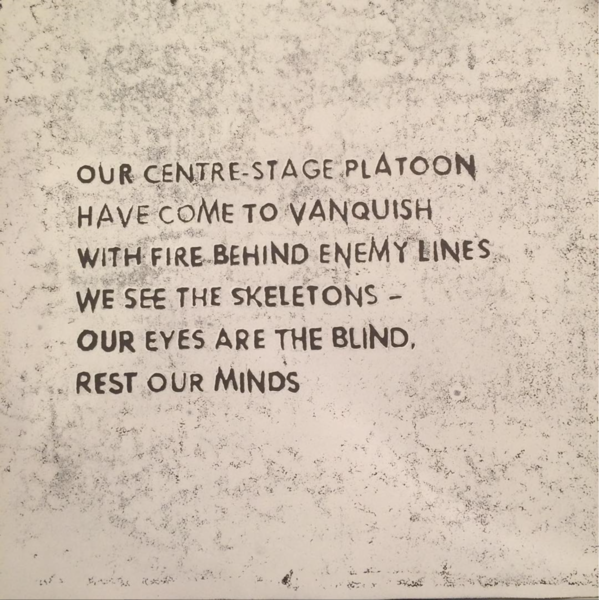 OUR CENTRE-STAGE PLATOON
HAVE COME TO VANQUISH
WITH FIRE BEHIND ENEMY LINES
WE SEE THE SKELETONS –
OUR EYES ARE THE BLIND,
REST OUR MINDS